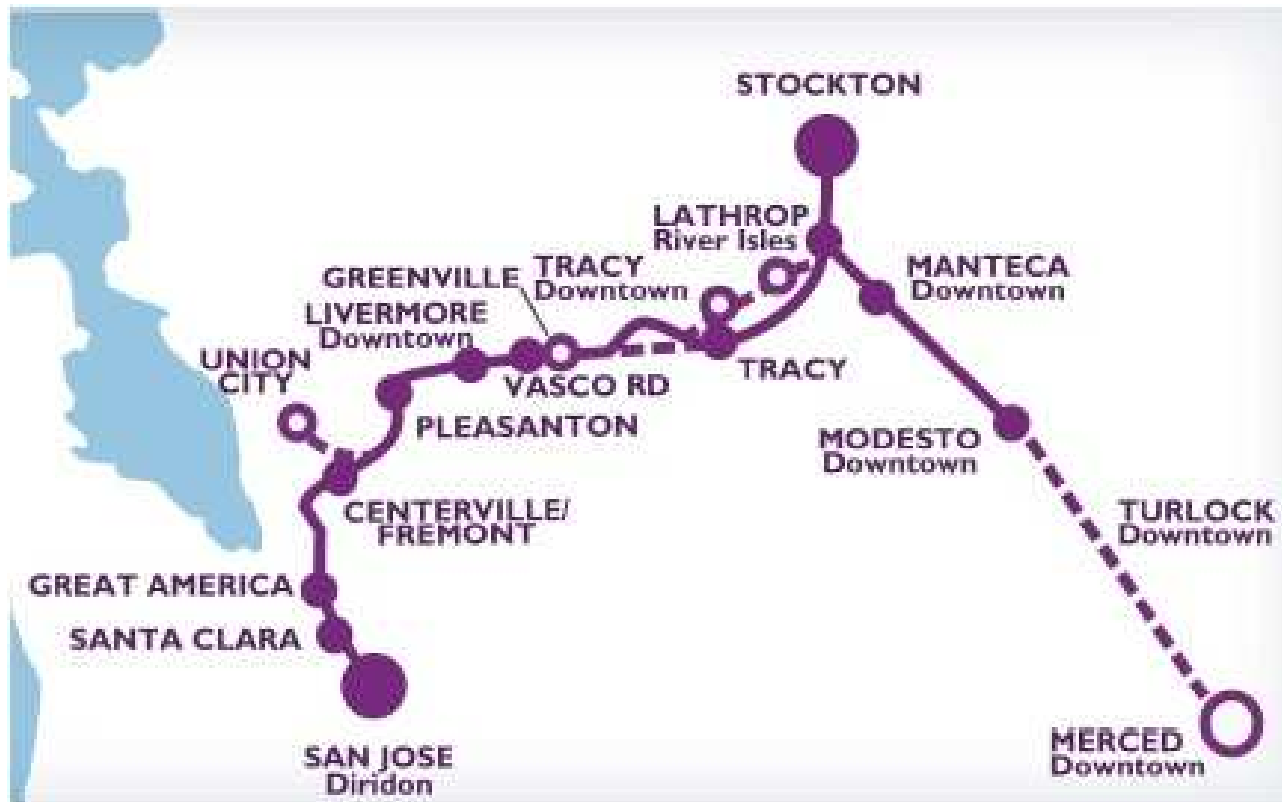 STOCKTON
LATHROP
River Isles
TRACY
Downtown
GREENVILLE
MANTECA
Downtown
LIVERMORE
Downtown
UNION
CITY
VASCO RD
TRACY
PLEASANTON
MODESTO
Downtown
CENTERVILLE/
FREMONT
TURLOCK
Downtown
GREAT AMERICA
SANTA CLARA
SAN JOSE
Diridon
MERCED
Downtown